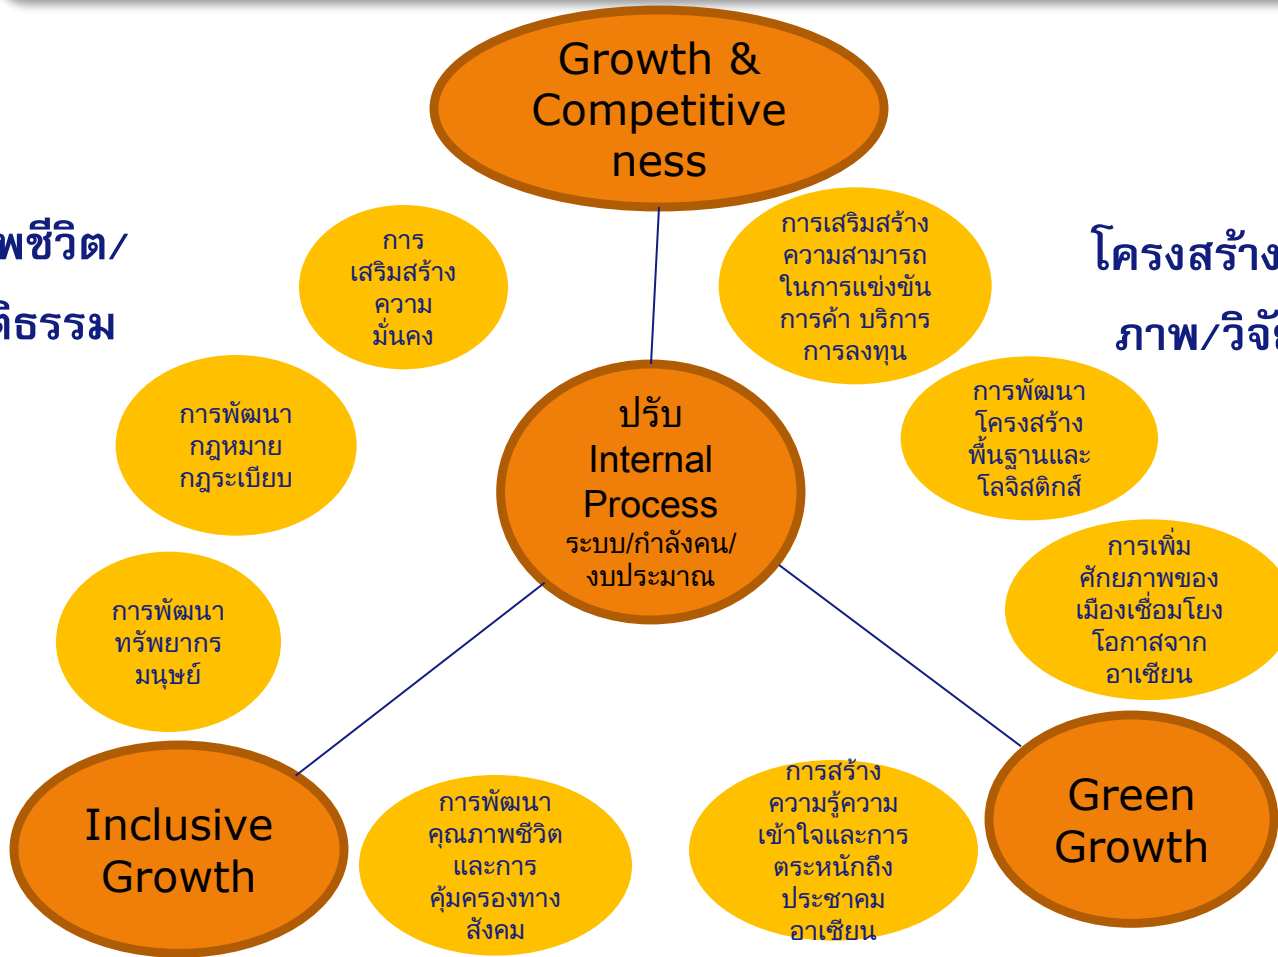 Growth &
Competitive
ness
การ
เสริมสร้าง
ความ
มั่นคง
การเสริมสร้าง
ความสามารถ
ในการแข่งขัน
การค้า บริการ
การลงทุน
พชีวิต/
ติธรรม
โครงสร้าง
ภาพ/วิจัย
การพัฒนา
กฎหมาย
กฎระเบียบ
ปรับ
Internal
Process
ระบบ/กำลังคน/
งบประมาณ
การพัฒนา
โครงสร้าง
พื้นฐานและ
โลจิสติกส์
การพัฒนา
ทรัพยากร
มนุษย์
การเพิ่ม
ศักยภาพของ
เมืองเชื่อมโยง
โอกาสจาก
อาเซียน
Inclusive
Growth
การพัฒนา
คุณภาพชีวิต
และการ
คุ้มครองทาง
สังคม
การสร้าง
ความรู้ความ
เข้าใจและการ
ตระหนักถึง
ประชาคม
อาเซียน
Green
Growth